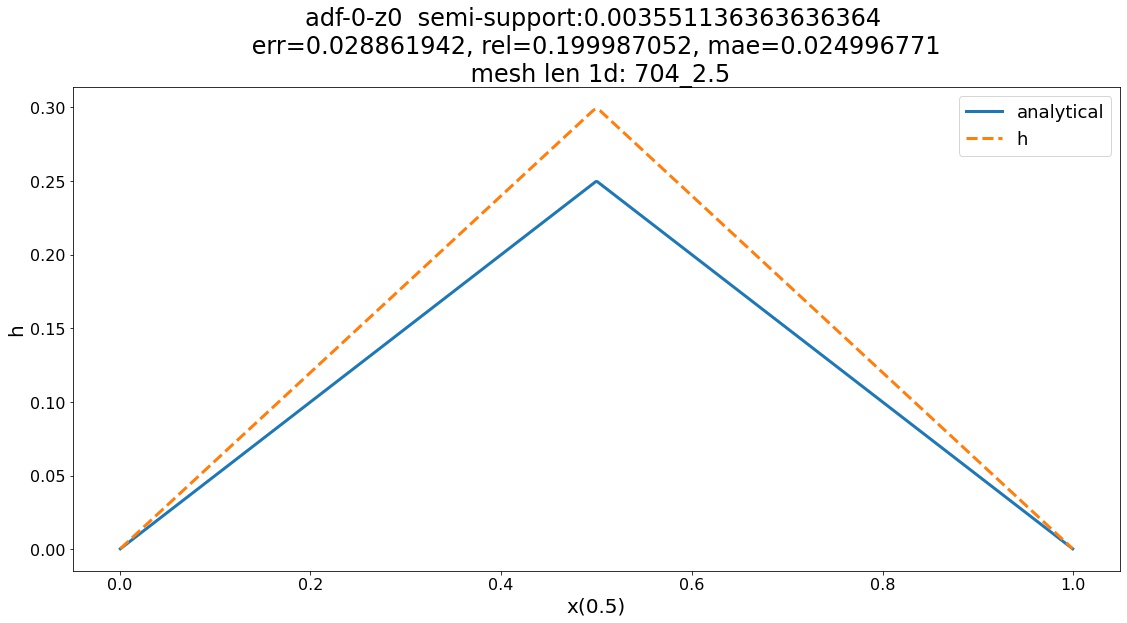 adf-0-z0 semi-support:0.003551136363636364
err=0.028861942, rel=0.199987052, mae=0.024996771
mesh len 1d: 704_2.5
analytical
h
h
0.30
0.25
0.20
0.15
0.10
0.05
0.00
0.0 0.2 0.4 0.6 0.8 1.0
x(0.5)